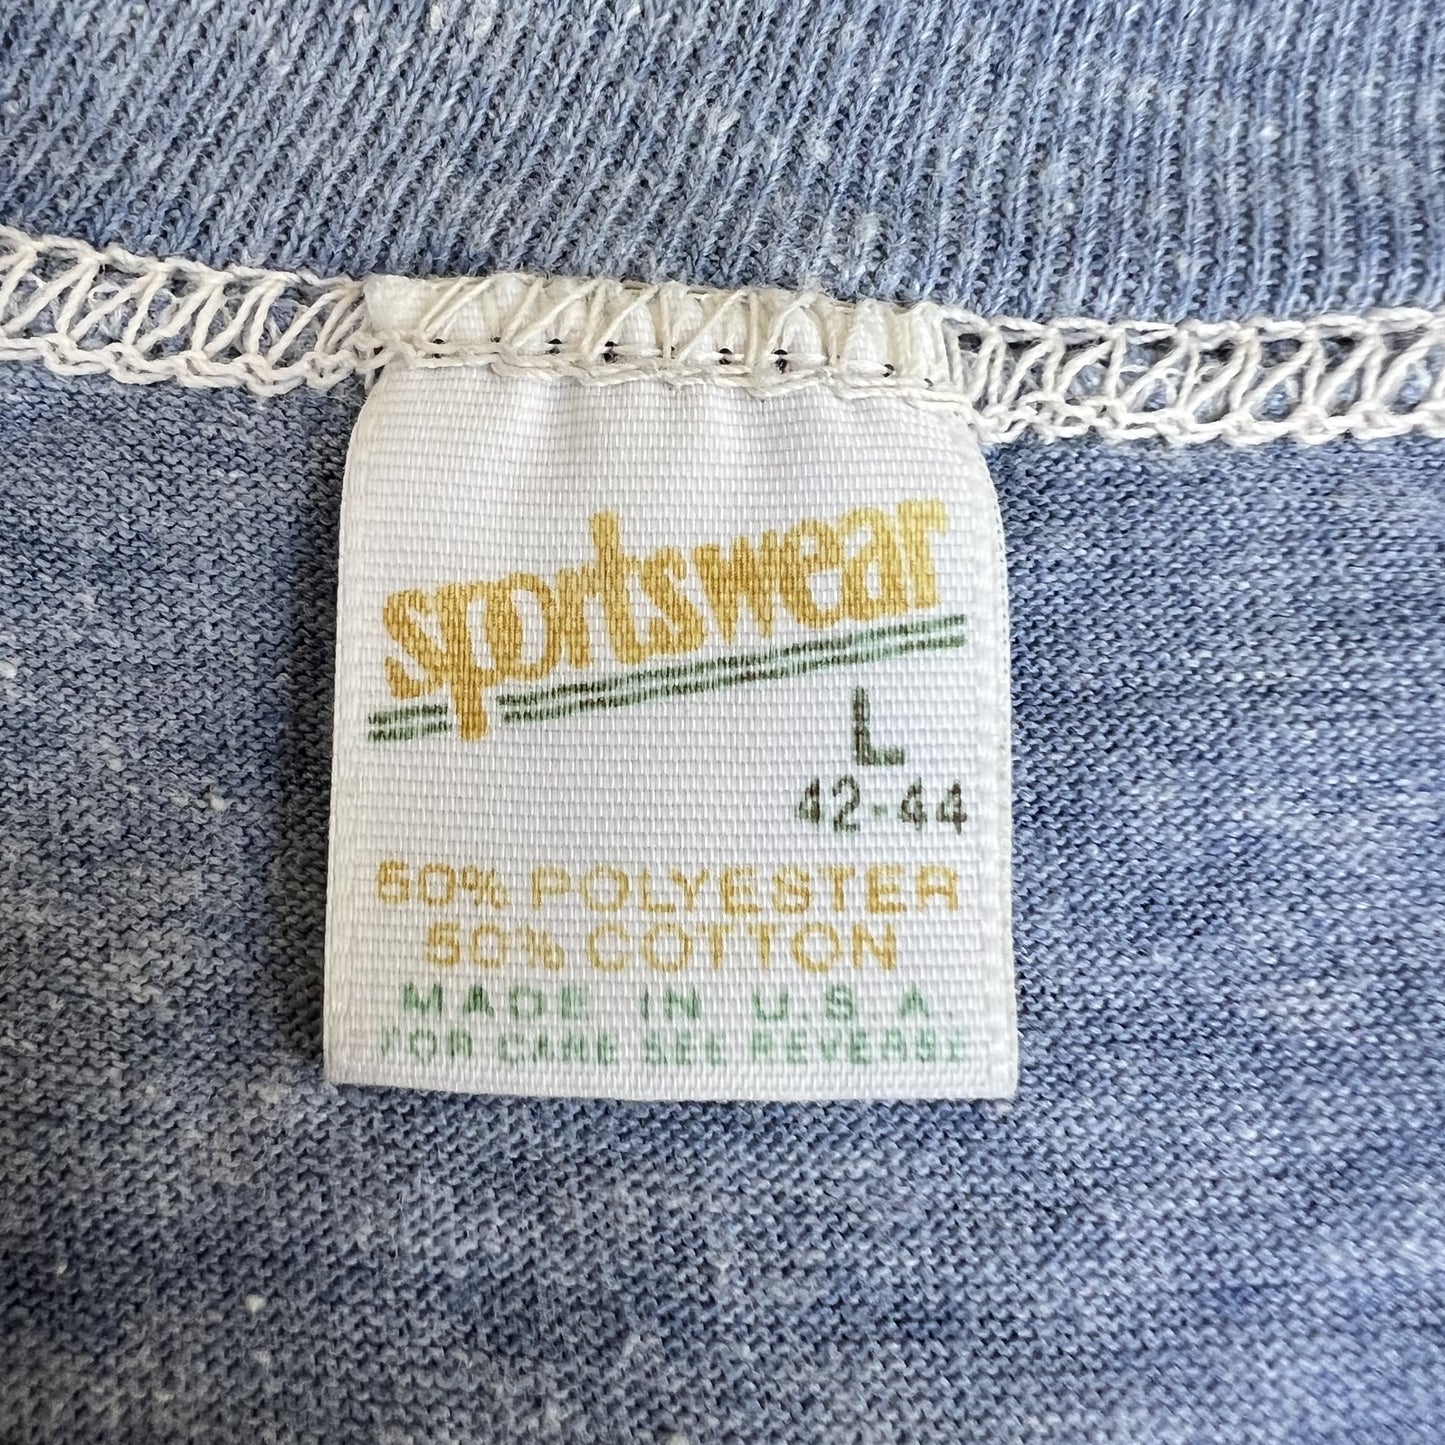 sportswear
L
42-44
50% POLYESTER
50% COTTON
MADE IN U.S.A.
FOR CARE SEE REVERSE